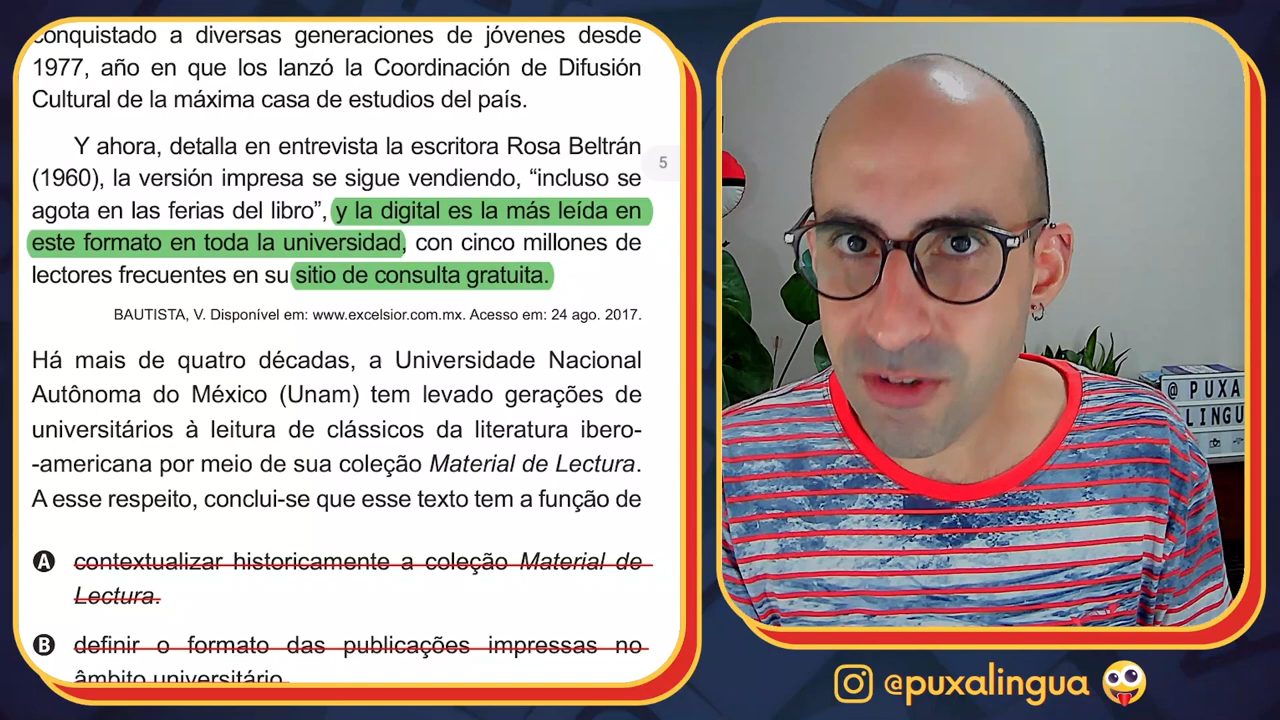 conquistado a diversas generaciones de jóvenes desde
1977, año en que los lanzó la Coordinación de Difusión
Cultural de la máxima casa de estudios del país.
Y ahora, detalla en entrevista la escritora Rosa Beltrán
(1960), la versión impresa se sigue vendiendo, “incluso se
agota en las ferias del libro”, y la digital es la más leída en
este formato en toda la universidad, con cinco millones de
lectores frecuentes en su sitio de consulta gratuita.
5
BAUTISTA, V. Disponível em: www.excelsior.com.mx. Acesso em: 24 ago. 2017.
Há mais de quatro décadas, a Universidade Nacional
Autônoma do México (Unam) tem levado gerações de
universitários à leitura de clássicos da literatura ibero-
-americana por meio de sua coleção Material de Lectura.
A esse respeito, conclui-se que esse texto tem a função de
A contextualizar historicamente a coleção Material de
Lectura.
B definir o formato das publicações impressas no
âmbito universitário.
@ PUXA
LINGU
@puxalingua